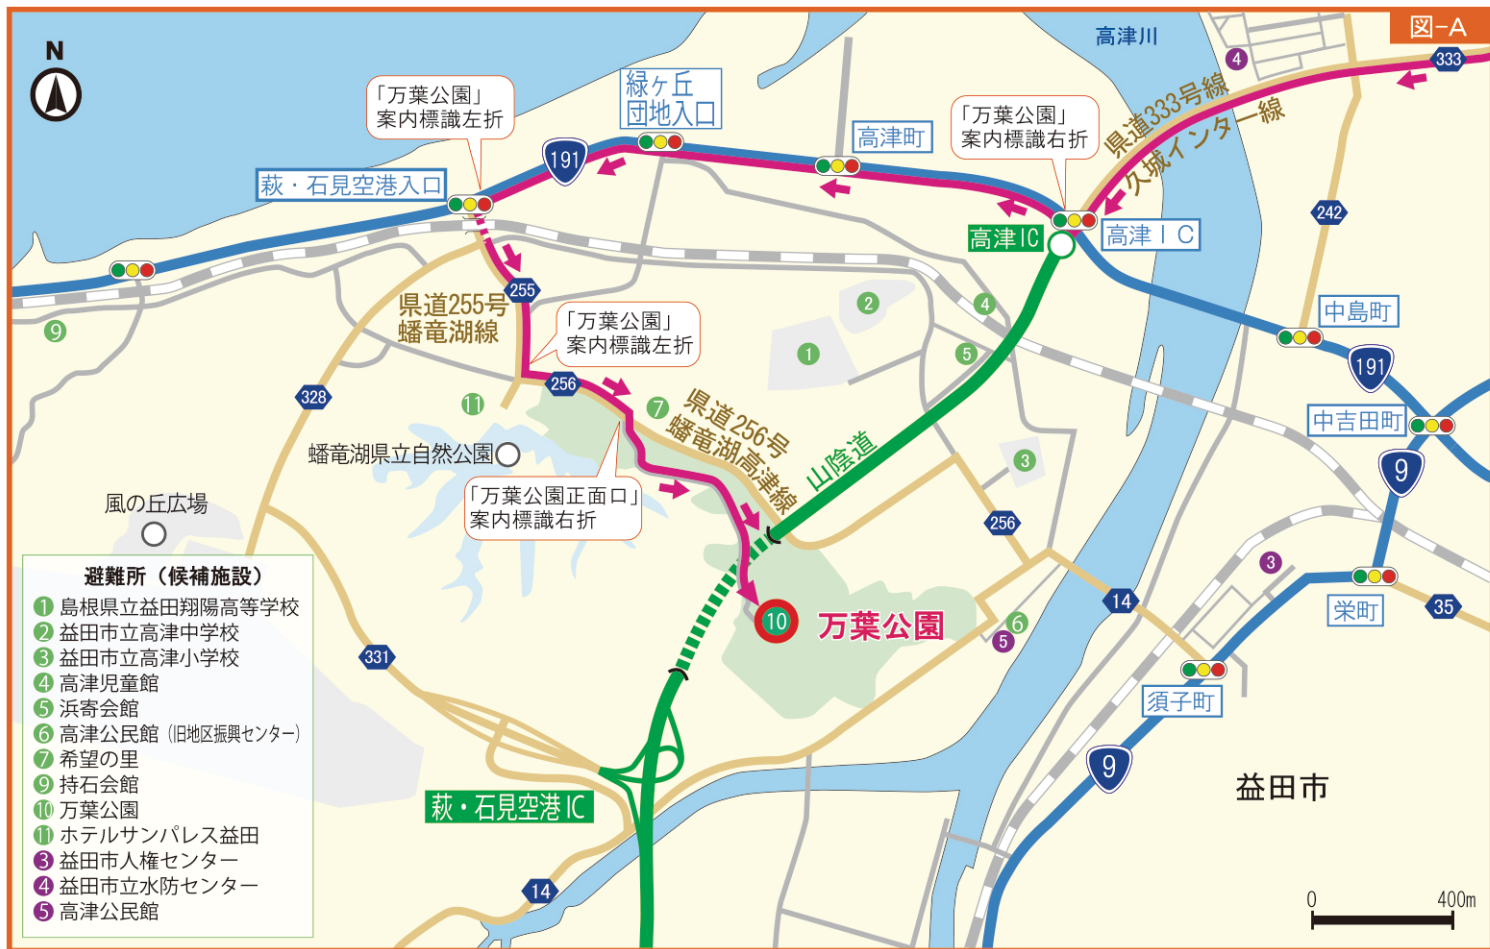 図-A
N
高津川
4
333
「万葉公園」
案内標識左折
緑ヶ丘
団地入口
高津町
「万葉公園」
案内標識右折
県道333号線
久城インター線
191
萩・石見空港入口
242
高津IC
高津IC
255
県道255号
蟠竜湖線
「万葉公園」
案内標識左折
2
4
中島町
9
1
5
191
256
328
11
7
県道256号
蟠竜湖高津線
中吉田町
蟠竜湖県立自然公園
山陰道
3
9
「万葉公園正面口」
案内標識右折
風の丘広場
256
3
14
栄町
35
10
万葉公園
6
5
331
須子町
9
萩・石見空港IC
益田市
14
0
400m
避難所（候補施設）
1 島根県立益田翔陽高等学校
2 益田市立高津中学校
3 益田市立高津小学校
4 高津児童館
5 浜寄会館
6 高津公民館（旧地区振興センター）
7 希望の里
9 持石会館
10 万葉公園
11 ホテルサンパレス益田
3 益田市人権センター
4 益田市立水防センター
5 高津公民館